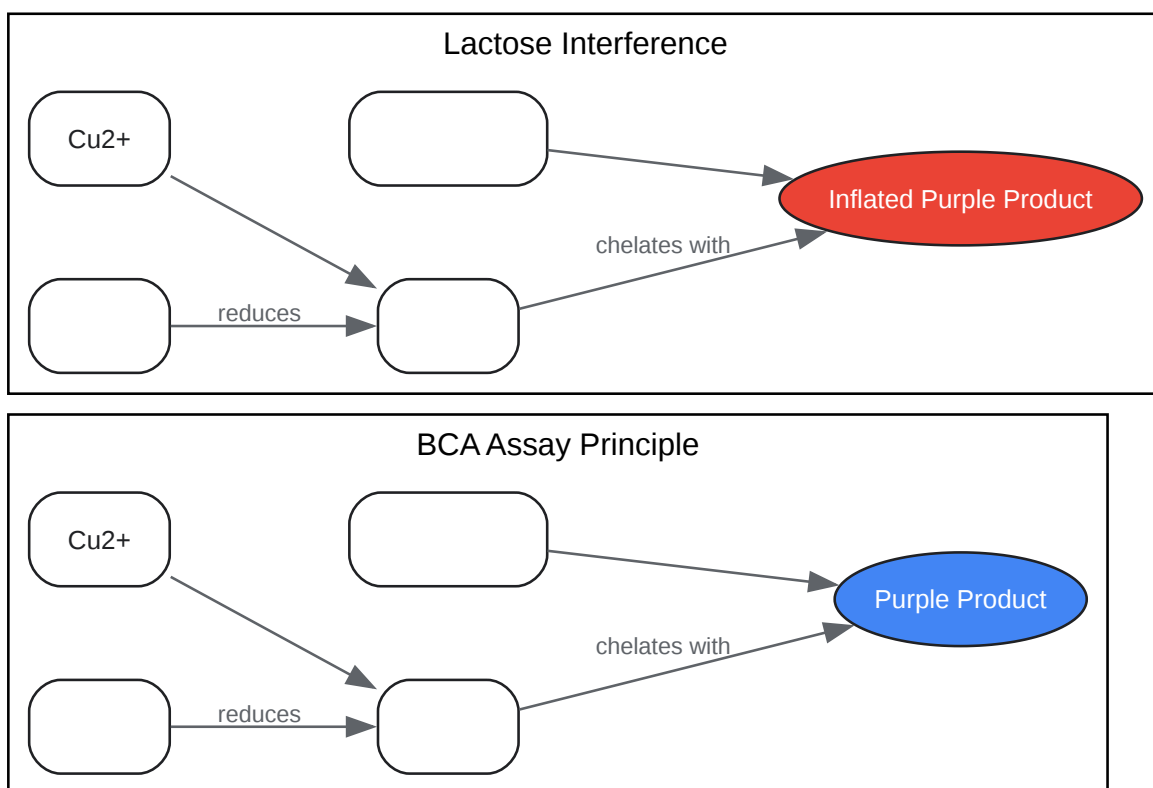 Lactose Interference
Cu2+
Inflated Purple Product
chelates with
reduces
BCA Assay Principle
Cu2+
Purple Product
chelates with
reduces